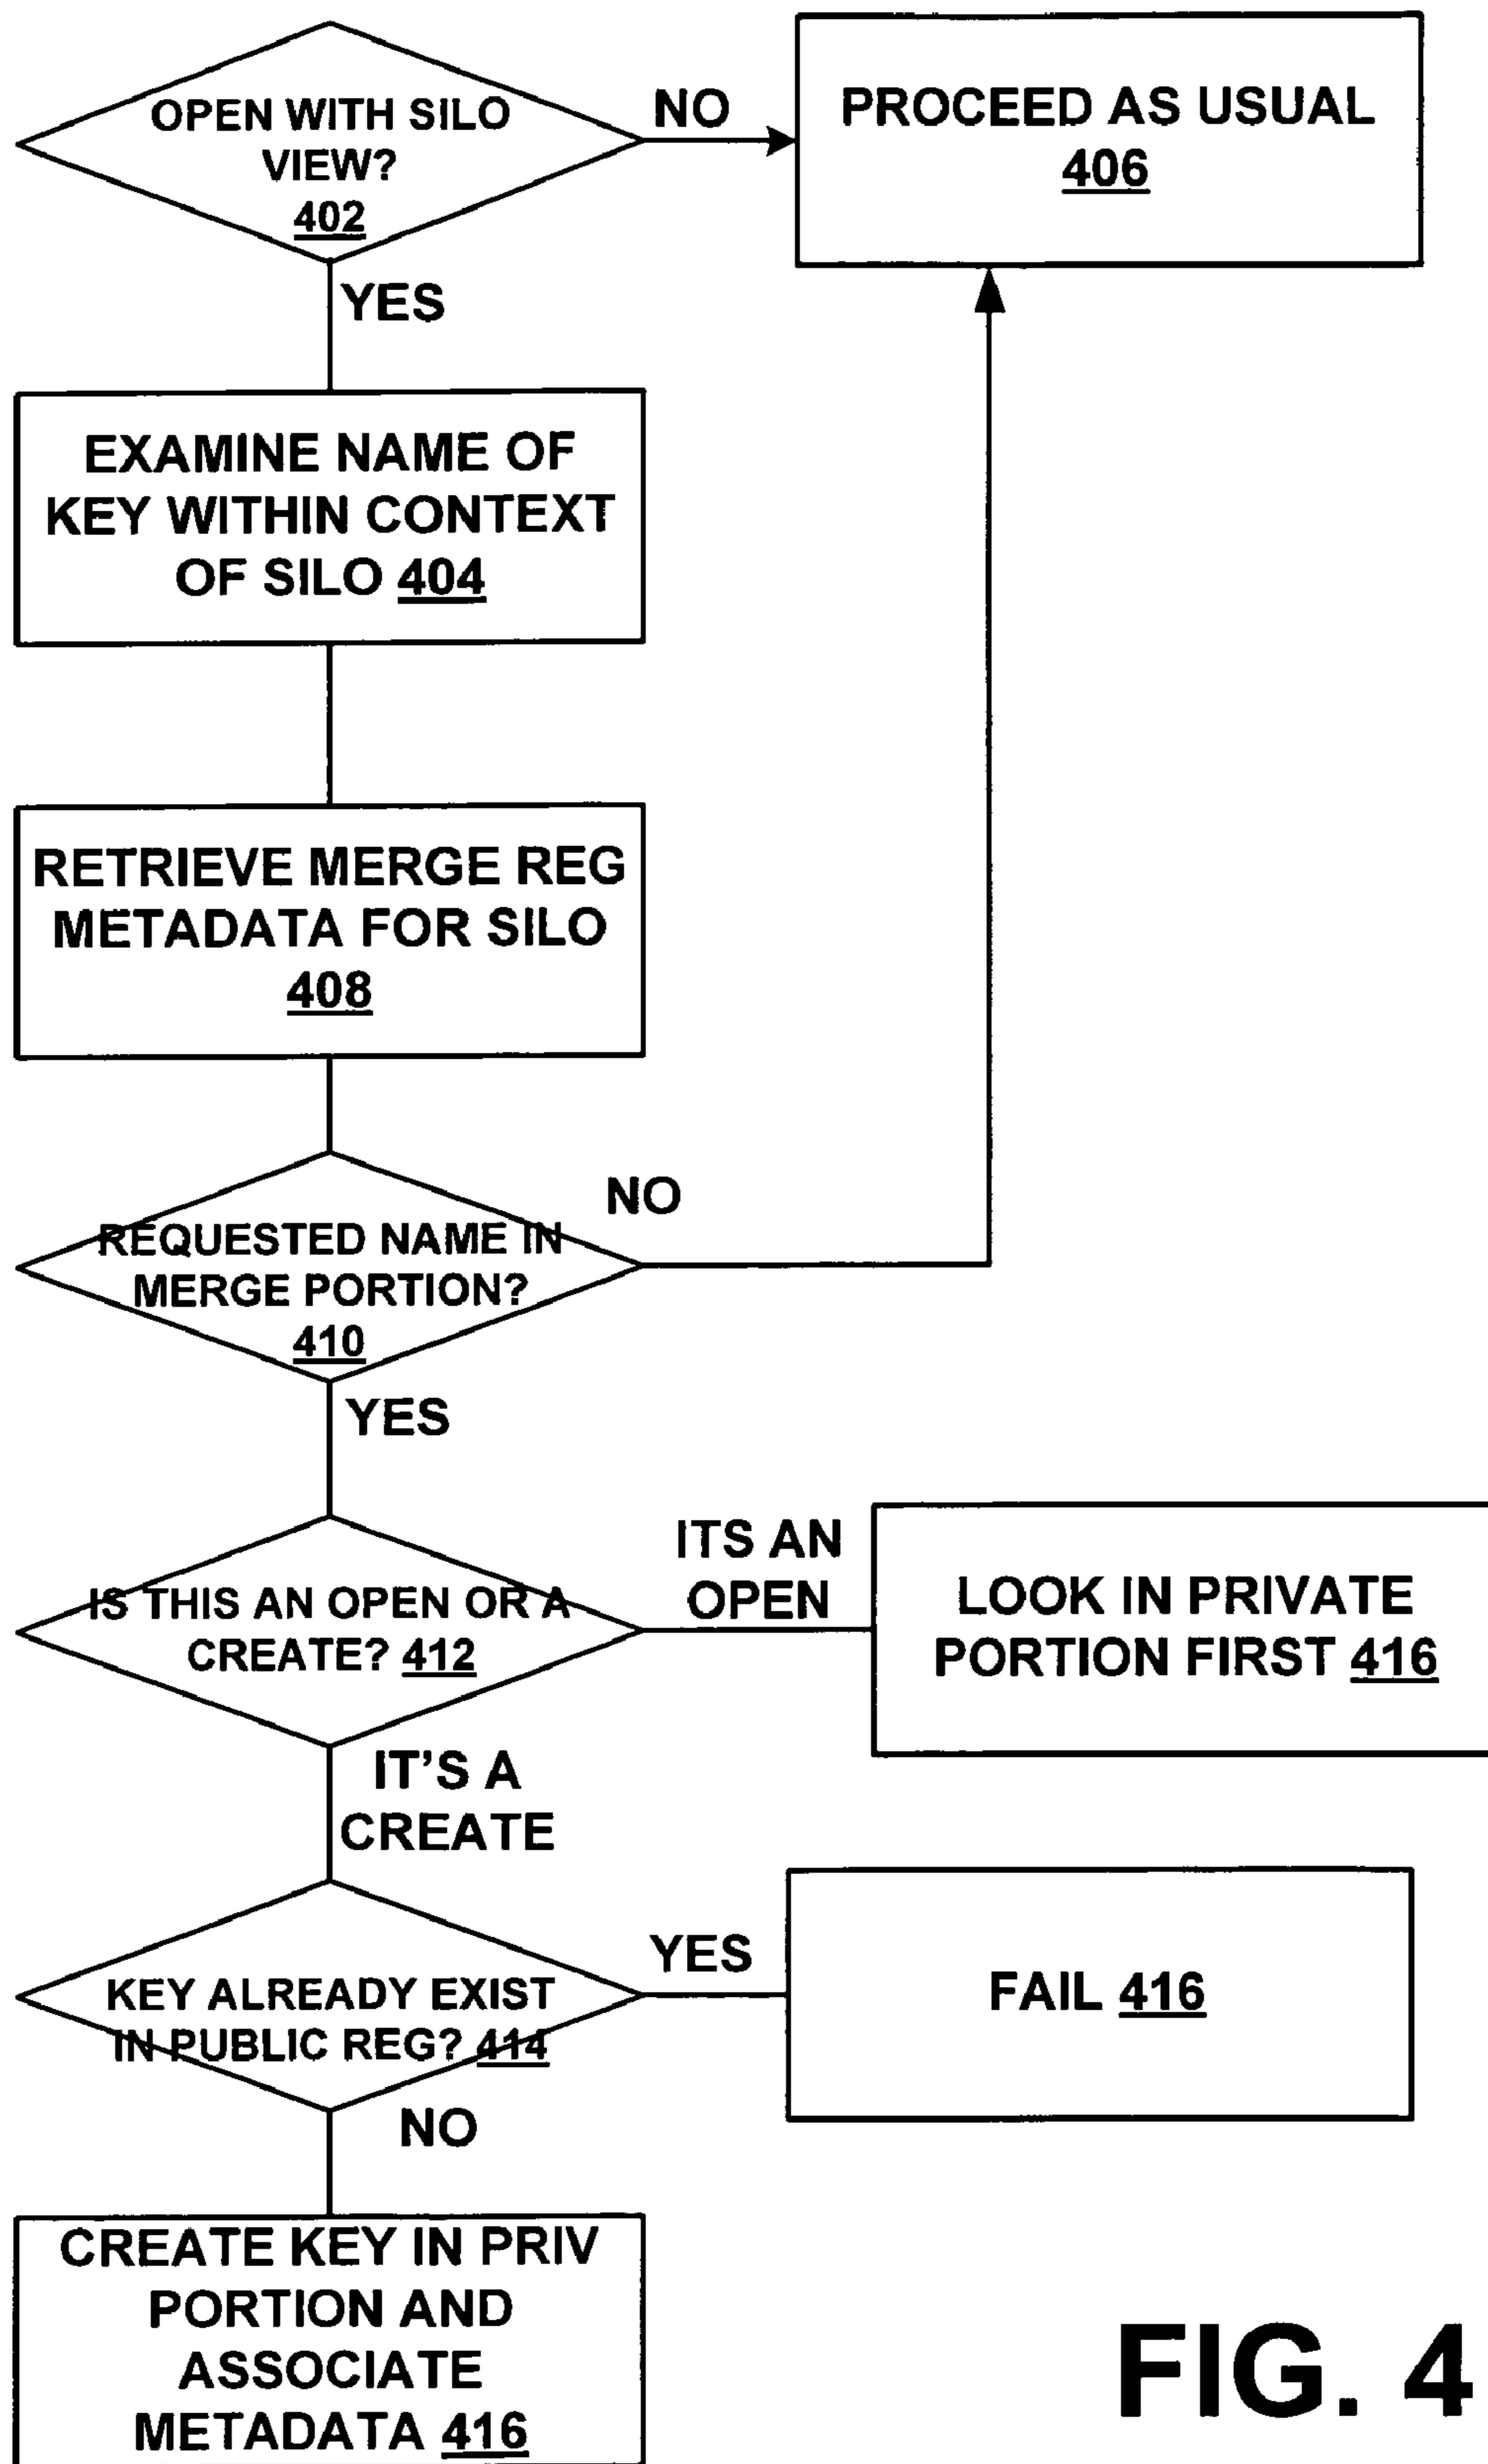 OPEN WITH SILO
VIEW?
402
NO
PROCEED AS USUAL
406
YES
EXAMINE NAME OF
KEY WITHIN CONTEXT
OF SILO 404
RETRIEVE MERGE REG
METADATA FOR SILO
408
REQUESTED NAME IN
MERGE PORTION?
410
NO
YES
IS THIS AN OPEN OR A
CREATE? 412
ITS AN
OPEN
LOOK IN PRIVATE
PORTION FIRST 416
IT'S A
CREATE
KEY ALREADY EXIST
IN PUBLIC REG? 414
YES
FAIL 416
NO
CREATE KEY IN PRIV
PORTION AND
ASSOCIATE
METADATA 416
FIG. 4